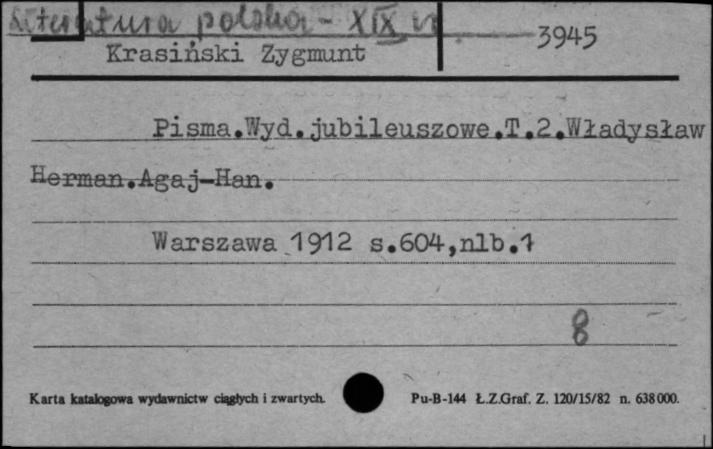 Literatura polska - XIX w
3945
Krasiński Zygmunt
Pisma.Wyd.jubileuszowe.T.2.Władysław
Herman.Agaj-Han.
Warszawa 1912 s.604,nlb.1
8
Karta katalogowa wydawnictw ciągłych i zwartych.
Pu-B-144 Ł.Z.Graf. Z. 120/15/82 n. 638000.